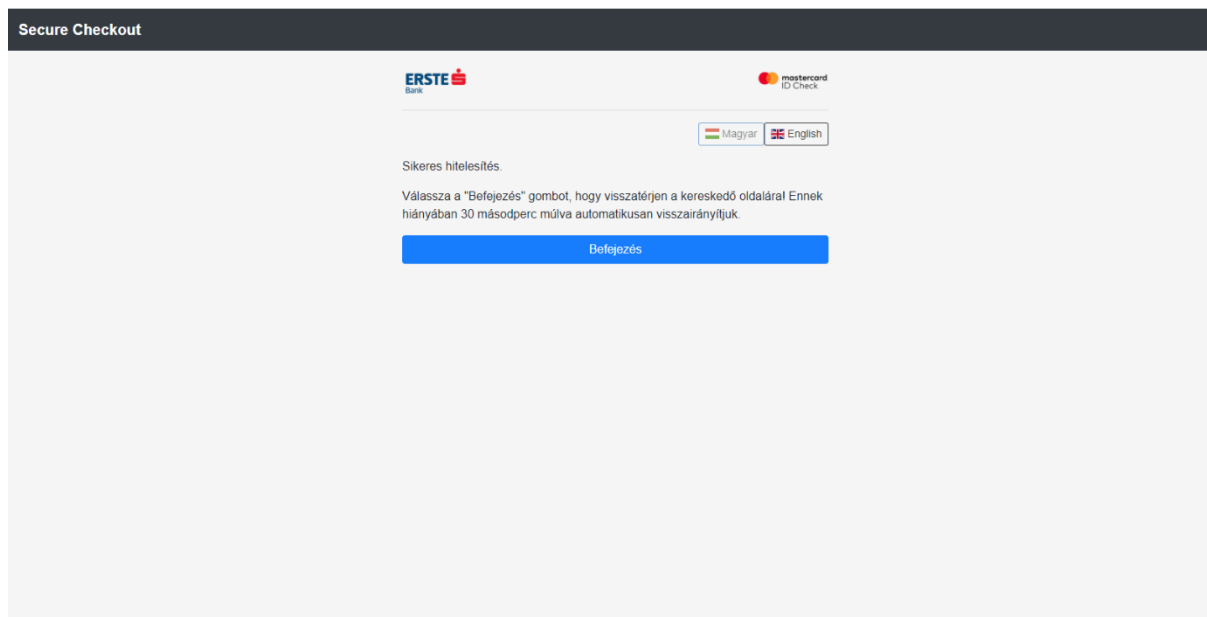 Secure Checkout
ERSTE
Bank
mastercard
ID Check
Magyar English
Sikeres hitelesítés.
Válassza a "Befejezés" gombot, hogy visszatérjen a kereskedő oldalára! Ennek
hiányában 30 másodperc múlva automatikusan visszairányítjuk.
Befejezés